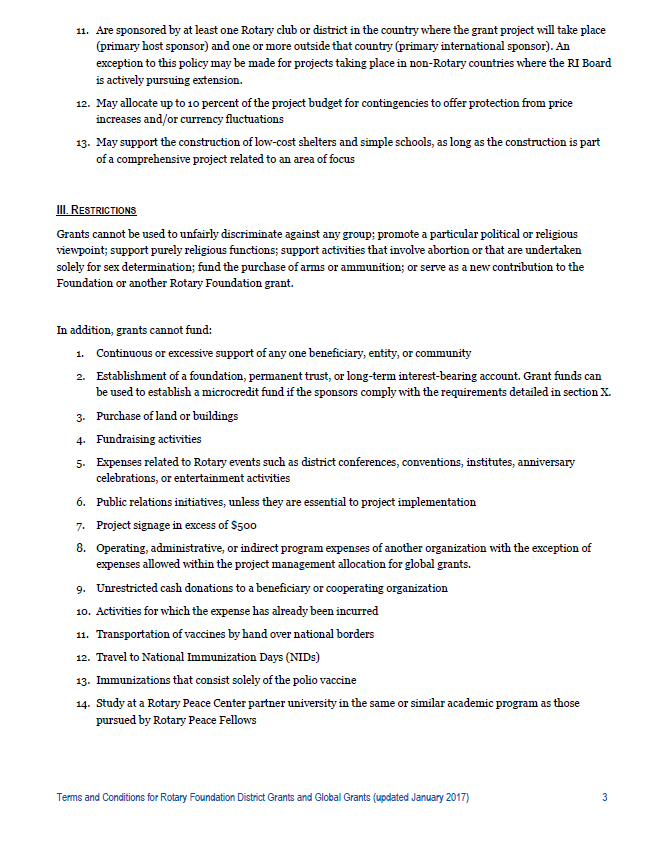 11. Are sponsored by at least one Rotary club or district in the country where the grant project will take place
(primary host sponsor) and one or more outside that country (primary international sponsor). An
exception to this policy may be made for projects taking place in non-Rotary countries where the RI Board
is actively pursuing extension.
12. May allocate up to 10 percent of the project budget for contingencies to offer protection from price
increases and/or currency fluctuations
13. May support the construction of low-cost shelters and simple schools, as long as the construction is part
of a comprehensive project related to an area of focus
III. RESTRICTIONS
Grants cannot be used to unfairly discriminate against any group; promote a particular political or religious
viewpoint; support purely religious functions; support activities that involve abortion or that are undertaken
solely for sex determination; fund the purchase of arms or ammunition; or serve as a new contribution to the
Foundation or another Rotary Foundation grant.
In addition, grants cannot fund:
1. Continuous or excessive support of any one beneficiary, entity, or community
2. Establishment of a foundation, permanent trust, or long-term interest-bearing account. Grant funds can
be used to establish a microcredit fund if the sponsors comply with the requirements detailed in section X.
3. Purchase of land or buildings
4. Fundraising activities
5. Expenses related to Rotary events such as district conferences, conventions, institutes, anniversary
celebrations, or entertainment activities
6. Public relations initiatives, unless they are essential to project implementation
7. Project signage in excess of $500
8. Operating, administrative, or indirect program expenses of another organization with the exception of
expenses allowed within the project management allocation for global grants.
9. Unrestricted cash donations to a beneficiary or cooperating organization
10. Activities for which the expense has already been incurred
11. Transportation of vaccines by hand over national borders
12. Travel to National Immunization Days (NIDs)
13. Immunizations that consist solely of the polio vaccine
14. Study at a Rotary Peace Center partner university in the same or similar academic program as those
pursued by Rotary Peace Fellows
Terms and Conditions for Rotary Foundation District Grants and Global Grants (updated January 2017) 3